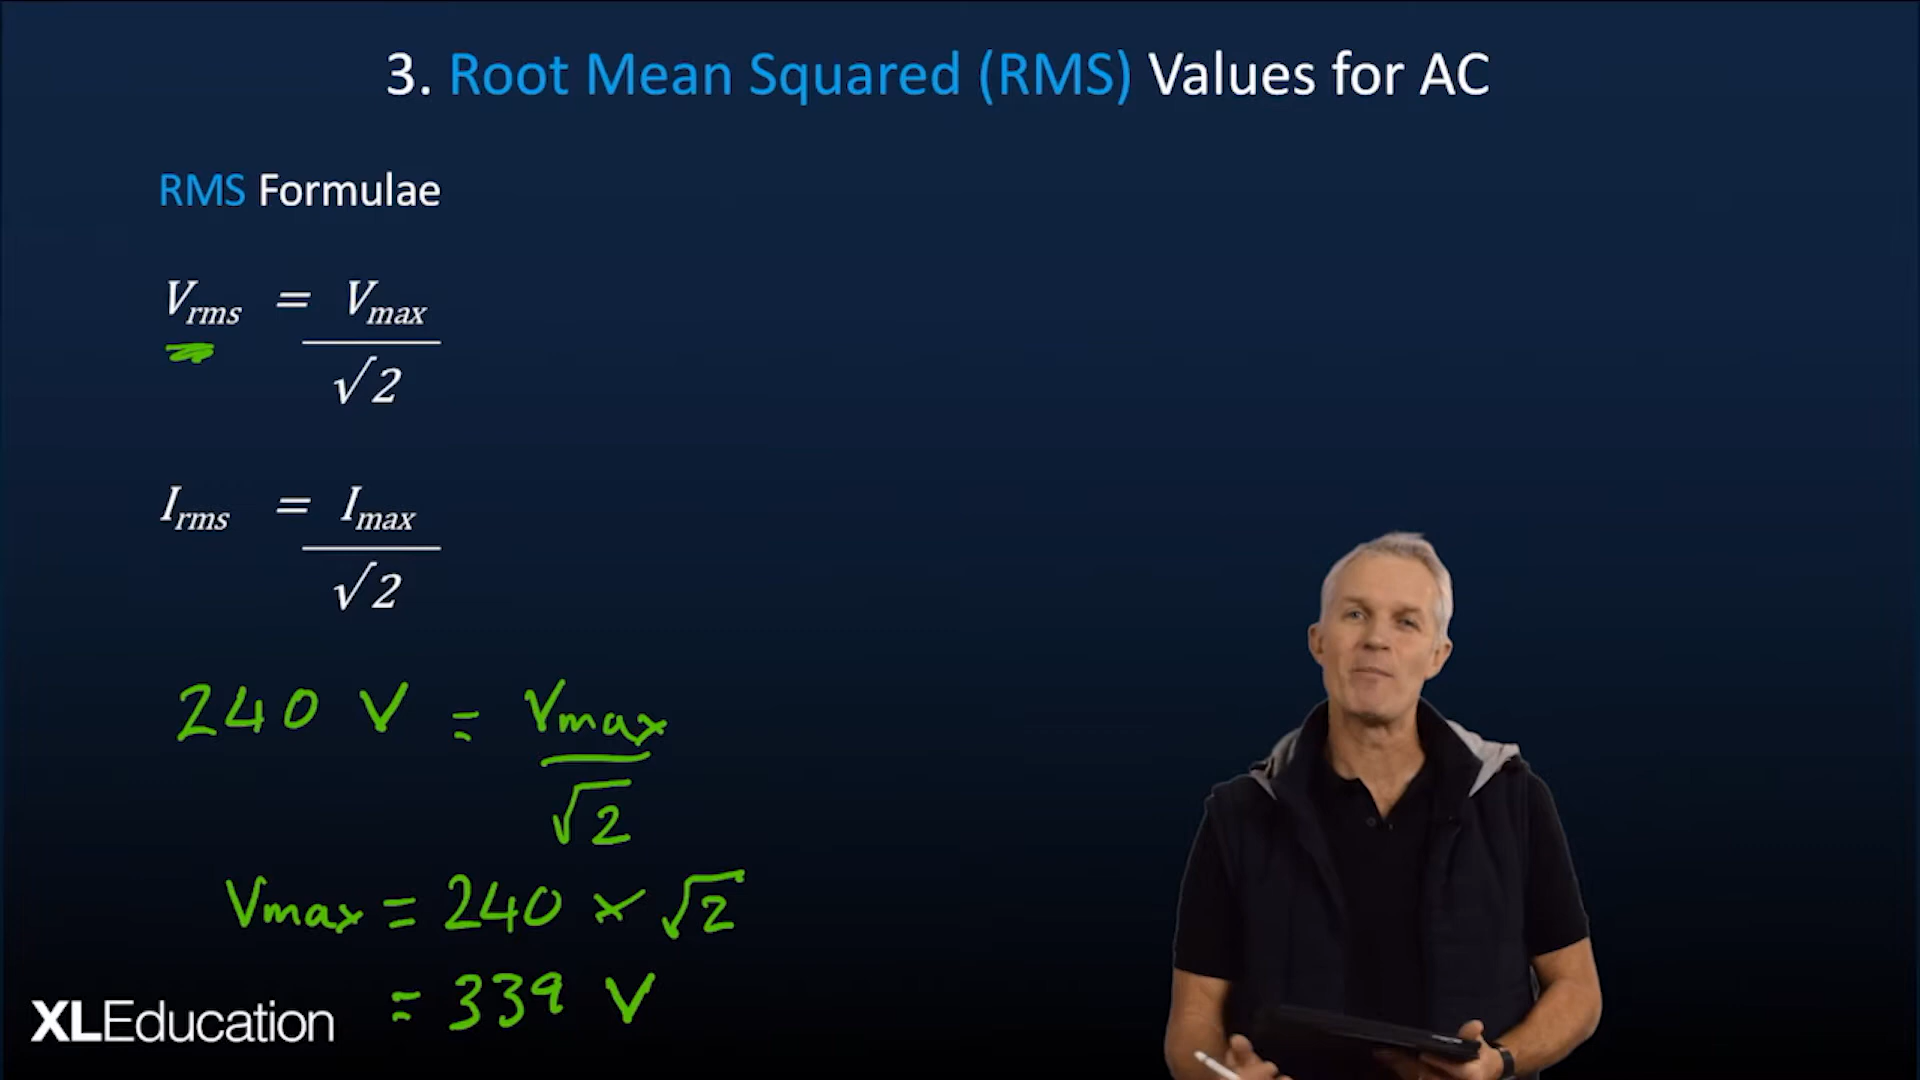 3. Root Mean Squared (RMS) Values for AC
RMS Formulae
Vrms = Vmax
√2
Irms = Imax
√2
240 V = Vmax
√2
Vmax = 240 × √2
= 339 V
XLEducation